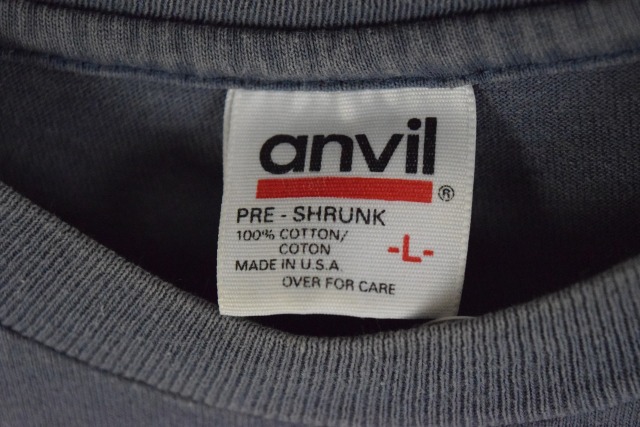 anvil®
PRE - SHRUNK
100% COTTON/
COTON
-L-
MADE IN U.S.A
OVER FOR CARE